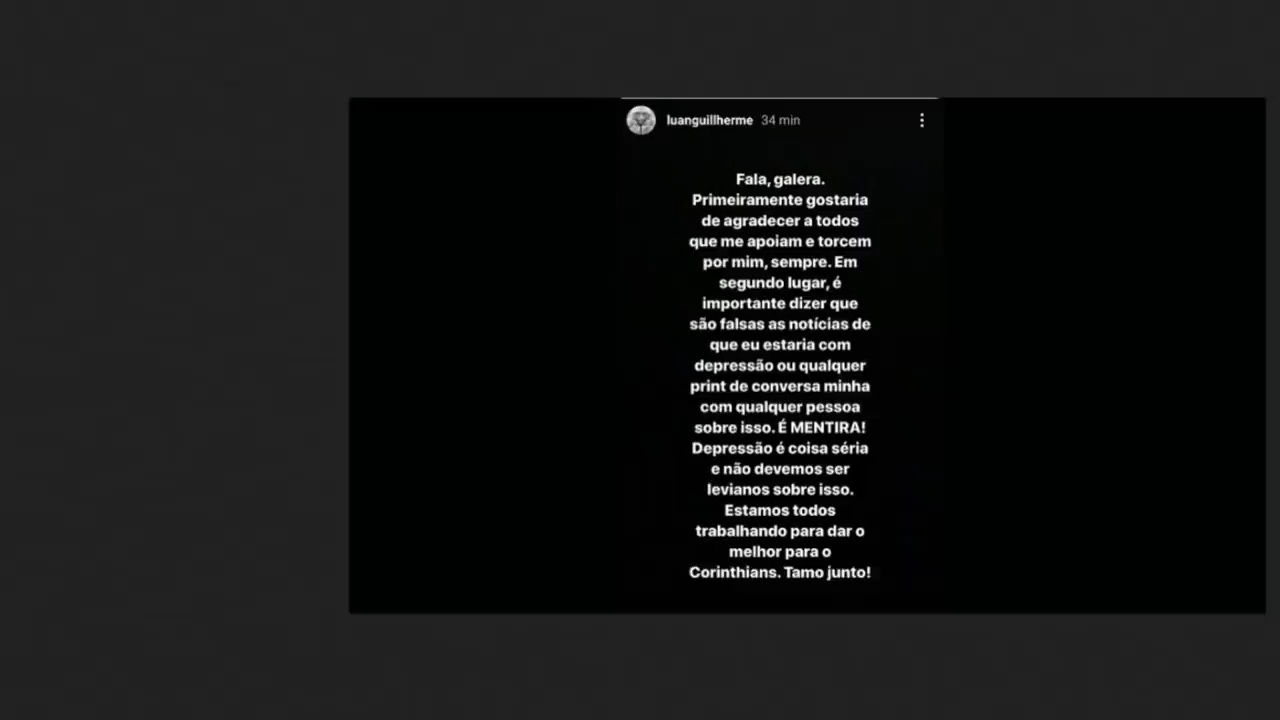 luanguillherme 34 min
Fala, galera.
Primeiramente gostaria
de agradecer a todos
que me apoiam e torcem
por mim, sempre. Em
segundo lugar, é
importante dizer que
são falsas as notícias de
que eu estaria com
depressão ou qualquer
print de conversa minha
com qualquer pessoa
sobre isso. É MENTIRA!
Depressão é coisa séria
e não devemos ser
levianos sobre isso.
Estamos todos
trabalhando para dar o
melhor para o
Corinthians. Tamo junto!